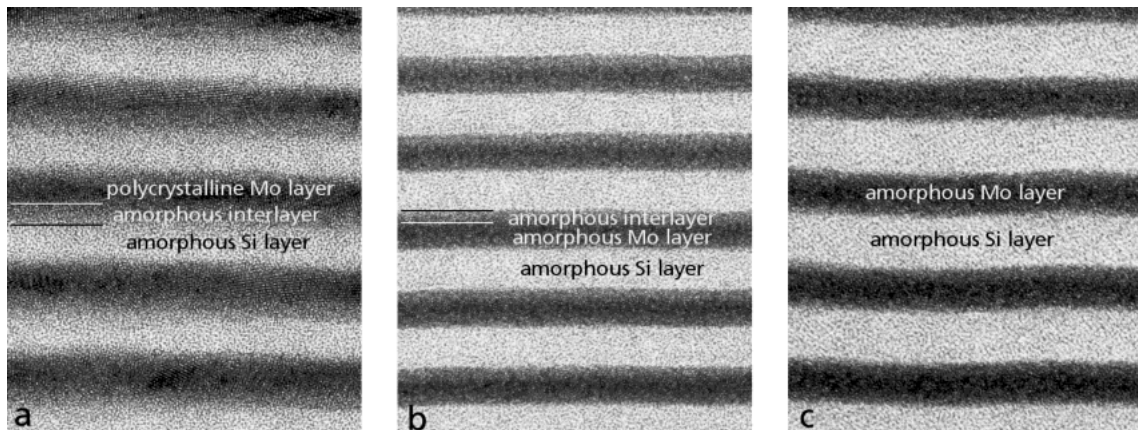 polycrystalline Mo layer
amorphous interlayer
amorphous Si layer
a
amorphous interlayer
amorphous Mo layer
amorphous Si layer
b
amorphous Mo layer
amorphous Si layer
c